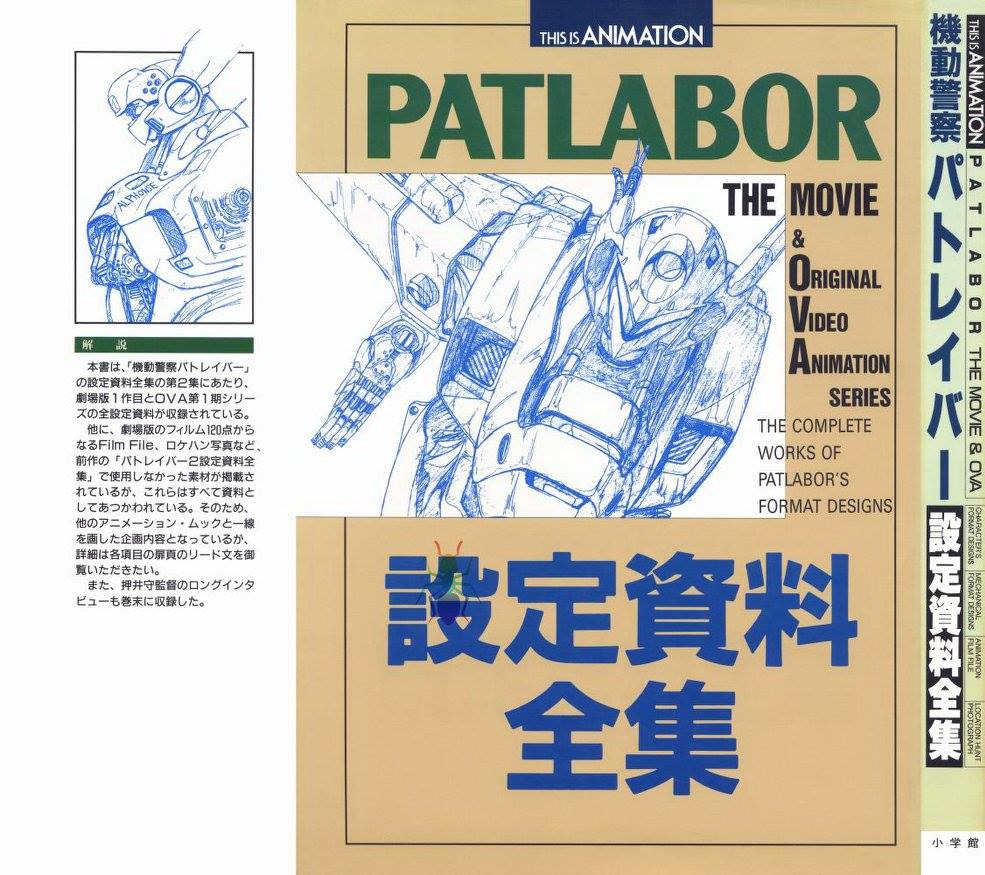 ALPHONSE
解　説
　本書は、「機動警察パトレイバー」
の設定資料全集の第2集にあたり、
劇場版1作目とOVA第1期シリー
ズの全設定資料が収録されている。
　他に、劇場版のフィルム120点から
なるFilm File、ロケハン写真など、
前作の「パトレイバー2設定資料全
集」で使用しなかった素材が掲載さ
れているが、これらはすべて資料と
してあつかわれている。そのため、
他のアニメーション・ムックと一線
を画した企画内容となっているが、
詳細は各項目の扉頁のリード文を御
覧いただきたい。
　また、押井守監督のロングインタ
ビューも巻末に収録した。
THIS IS ANIMATION
PATLABOR
THE MOVIE
&
ORIGINAL
VIDEO
ANIMATION
SERIES
THE COMPLETE
WORKS OF
PATLABOR'S
FORMAT DESIGNS
設定資料
全集
THIS IS ANIMATION
機動警察パトレイバー
PATLABOR THE MOVIE & OVA
設定資料全集
CHARACTER'S
FORMAT DESIGNS
MECHANICAL
FORMAT DESIGNS
ANIMATION
FILM FILE
LOCATION HUNT
PHOTOGRAPH
小学館